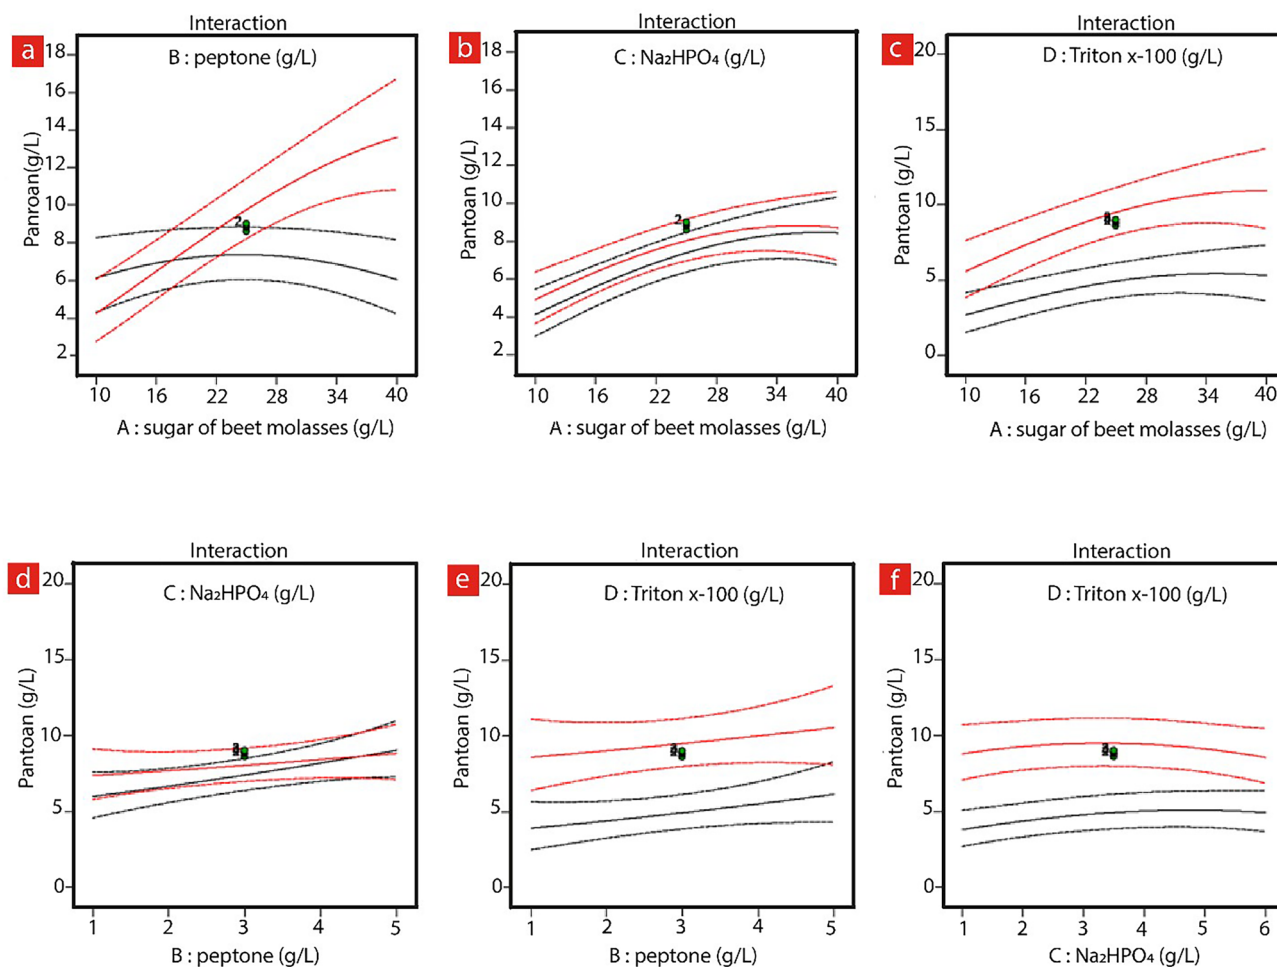 Interaction
a
B : peptone (g/L)
18
16
14
12
10
8
6
4
2
Panroan(g/L)
2
10 16 22 28 34 40
A : sugar of beet molasses (g/L)
Interaction
b
C : Na₂HPO₄ (g/L)
18
16
14
12
10
8
6
4
2
Pantoan (g/L)
2
10 16 22 28 34 40
A : sugar of beet molasses (g/L)
Interaction
c
D : Triton x-100 (g/L)
20
15
10
5
0
Pantoan (g/L)
10 16 22 28 34 40
A : sugar of beet molasses (g/L)
Interaction
d
C : Na₂HPO₄ (g/L)
20
15
10
5
0
Pantoan (g/L)
1 2 3 4 5
B : peptone (g/L)
Interaction
e
D : Triton x-100 (g/L)
20
15
10
5
0
Pantoan (g/L)
1 2 3 4 5
B : peptone (g/L)
Interaction
f
D : Triton x-100 (g/L)
20
15
10
5
0
Pantoan (g/L)
1 2 3 4 5 6
C : Na₂HPO₄ (g/L)